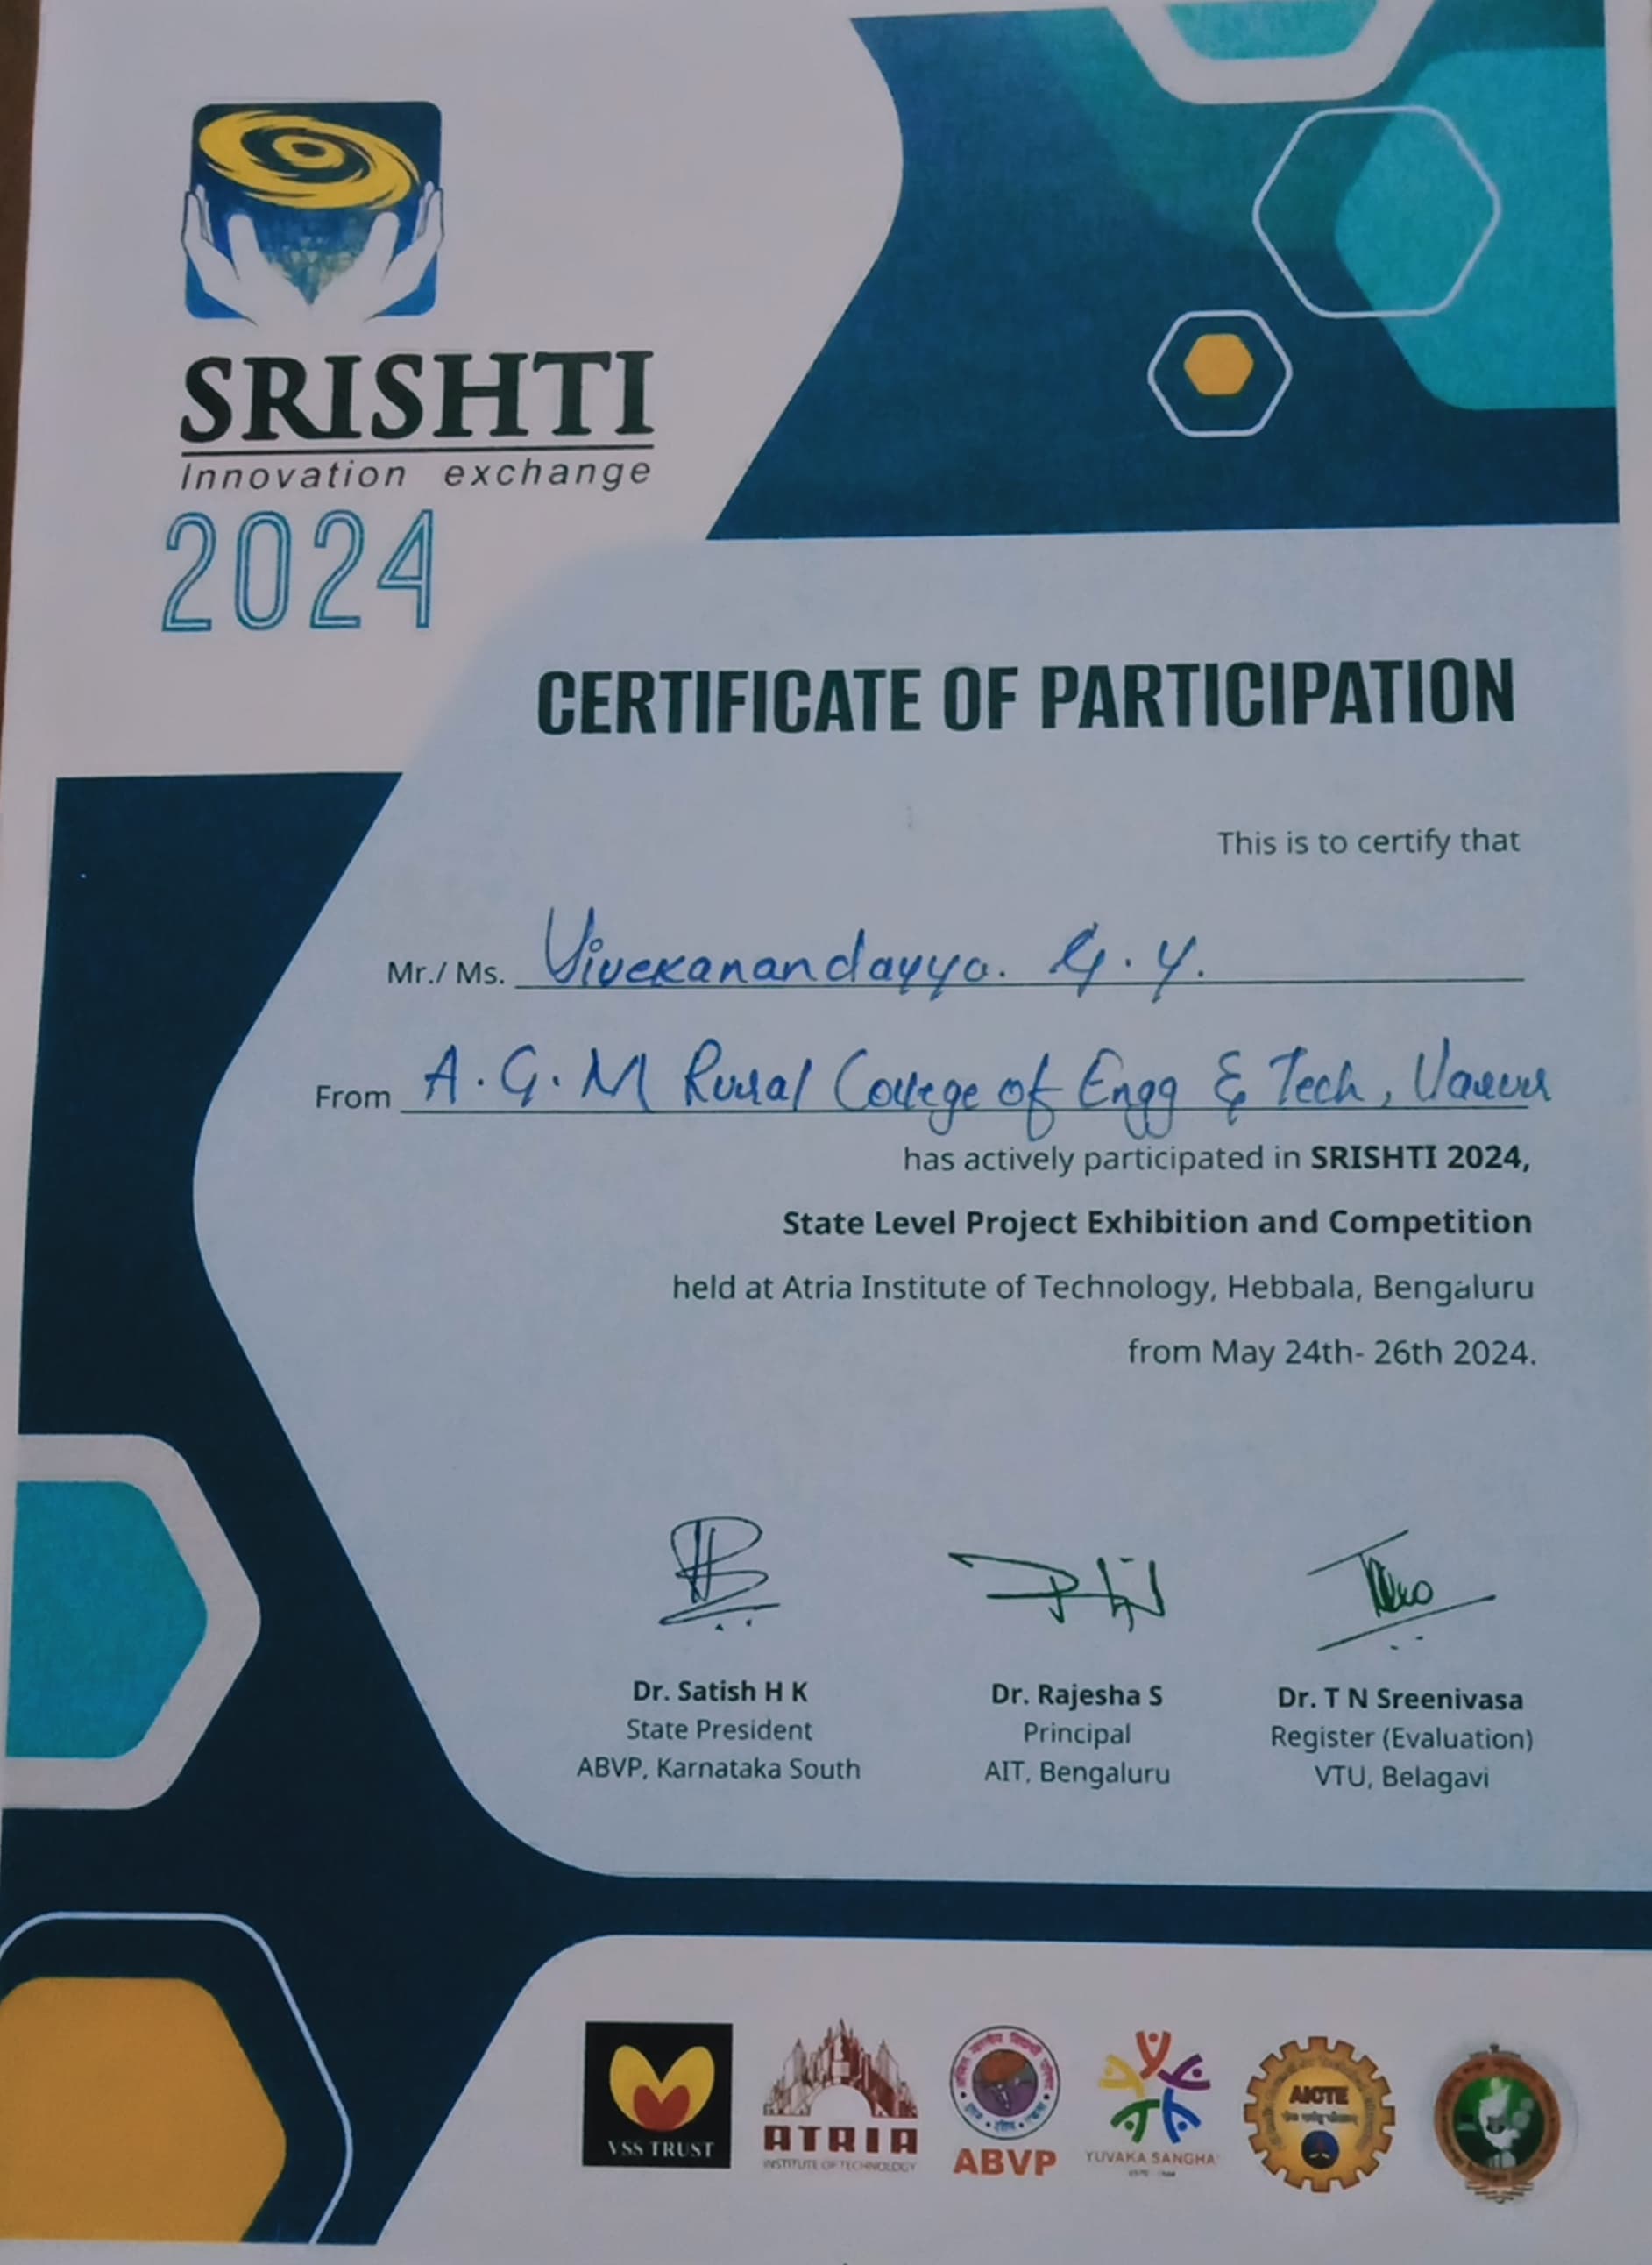 SRISHTI
Innovation exchange
2024
CERTIFICATE OF PARTICIPATION
This is to certify that
Mr./ Ms. Vivekanandayya. G. Y.
From A. G. M Rural College of Engg & Tech, Varur
has actively participated in SRISHTI 2024,
State Level Project Exhibition and Competition
held at Atria Institute of Technology, Hebbala, Bengaluru
from May 24th- 26th 2024.
Dr. Satish H K
State President
ABVP, Karnataka South
Dr. Rajesha S
Principal
AIT, Bengaluru
Dr. T N Sreenivasa
Register (Evaluation)
VTU, Belagavi
VSS TRUST
ATRIA
INSTITUTE OF TECHNOLOGY
ABVP
YUVAKA SANGHA
AICTE